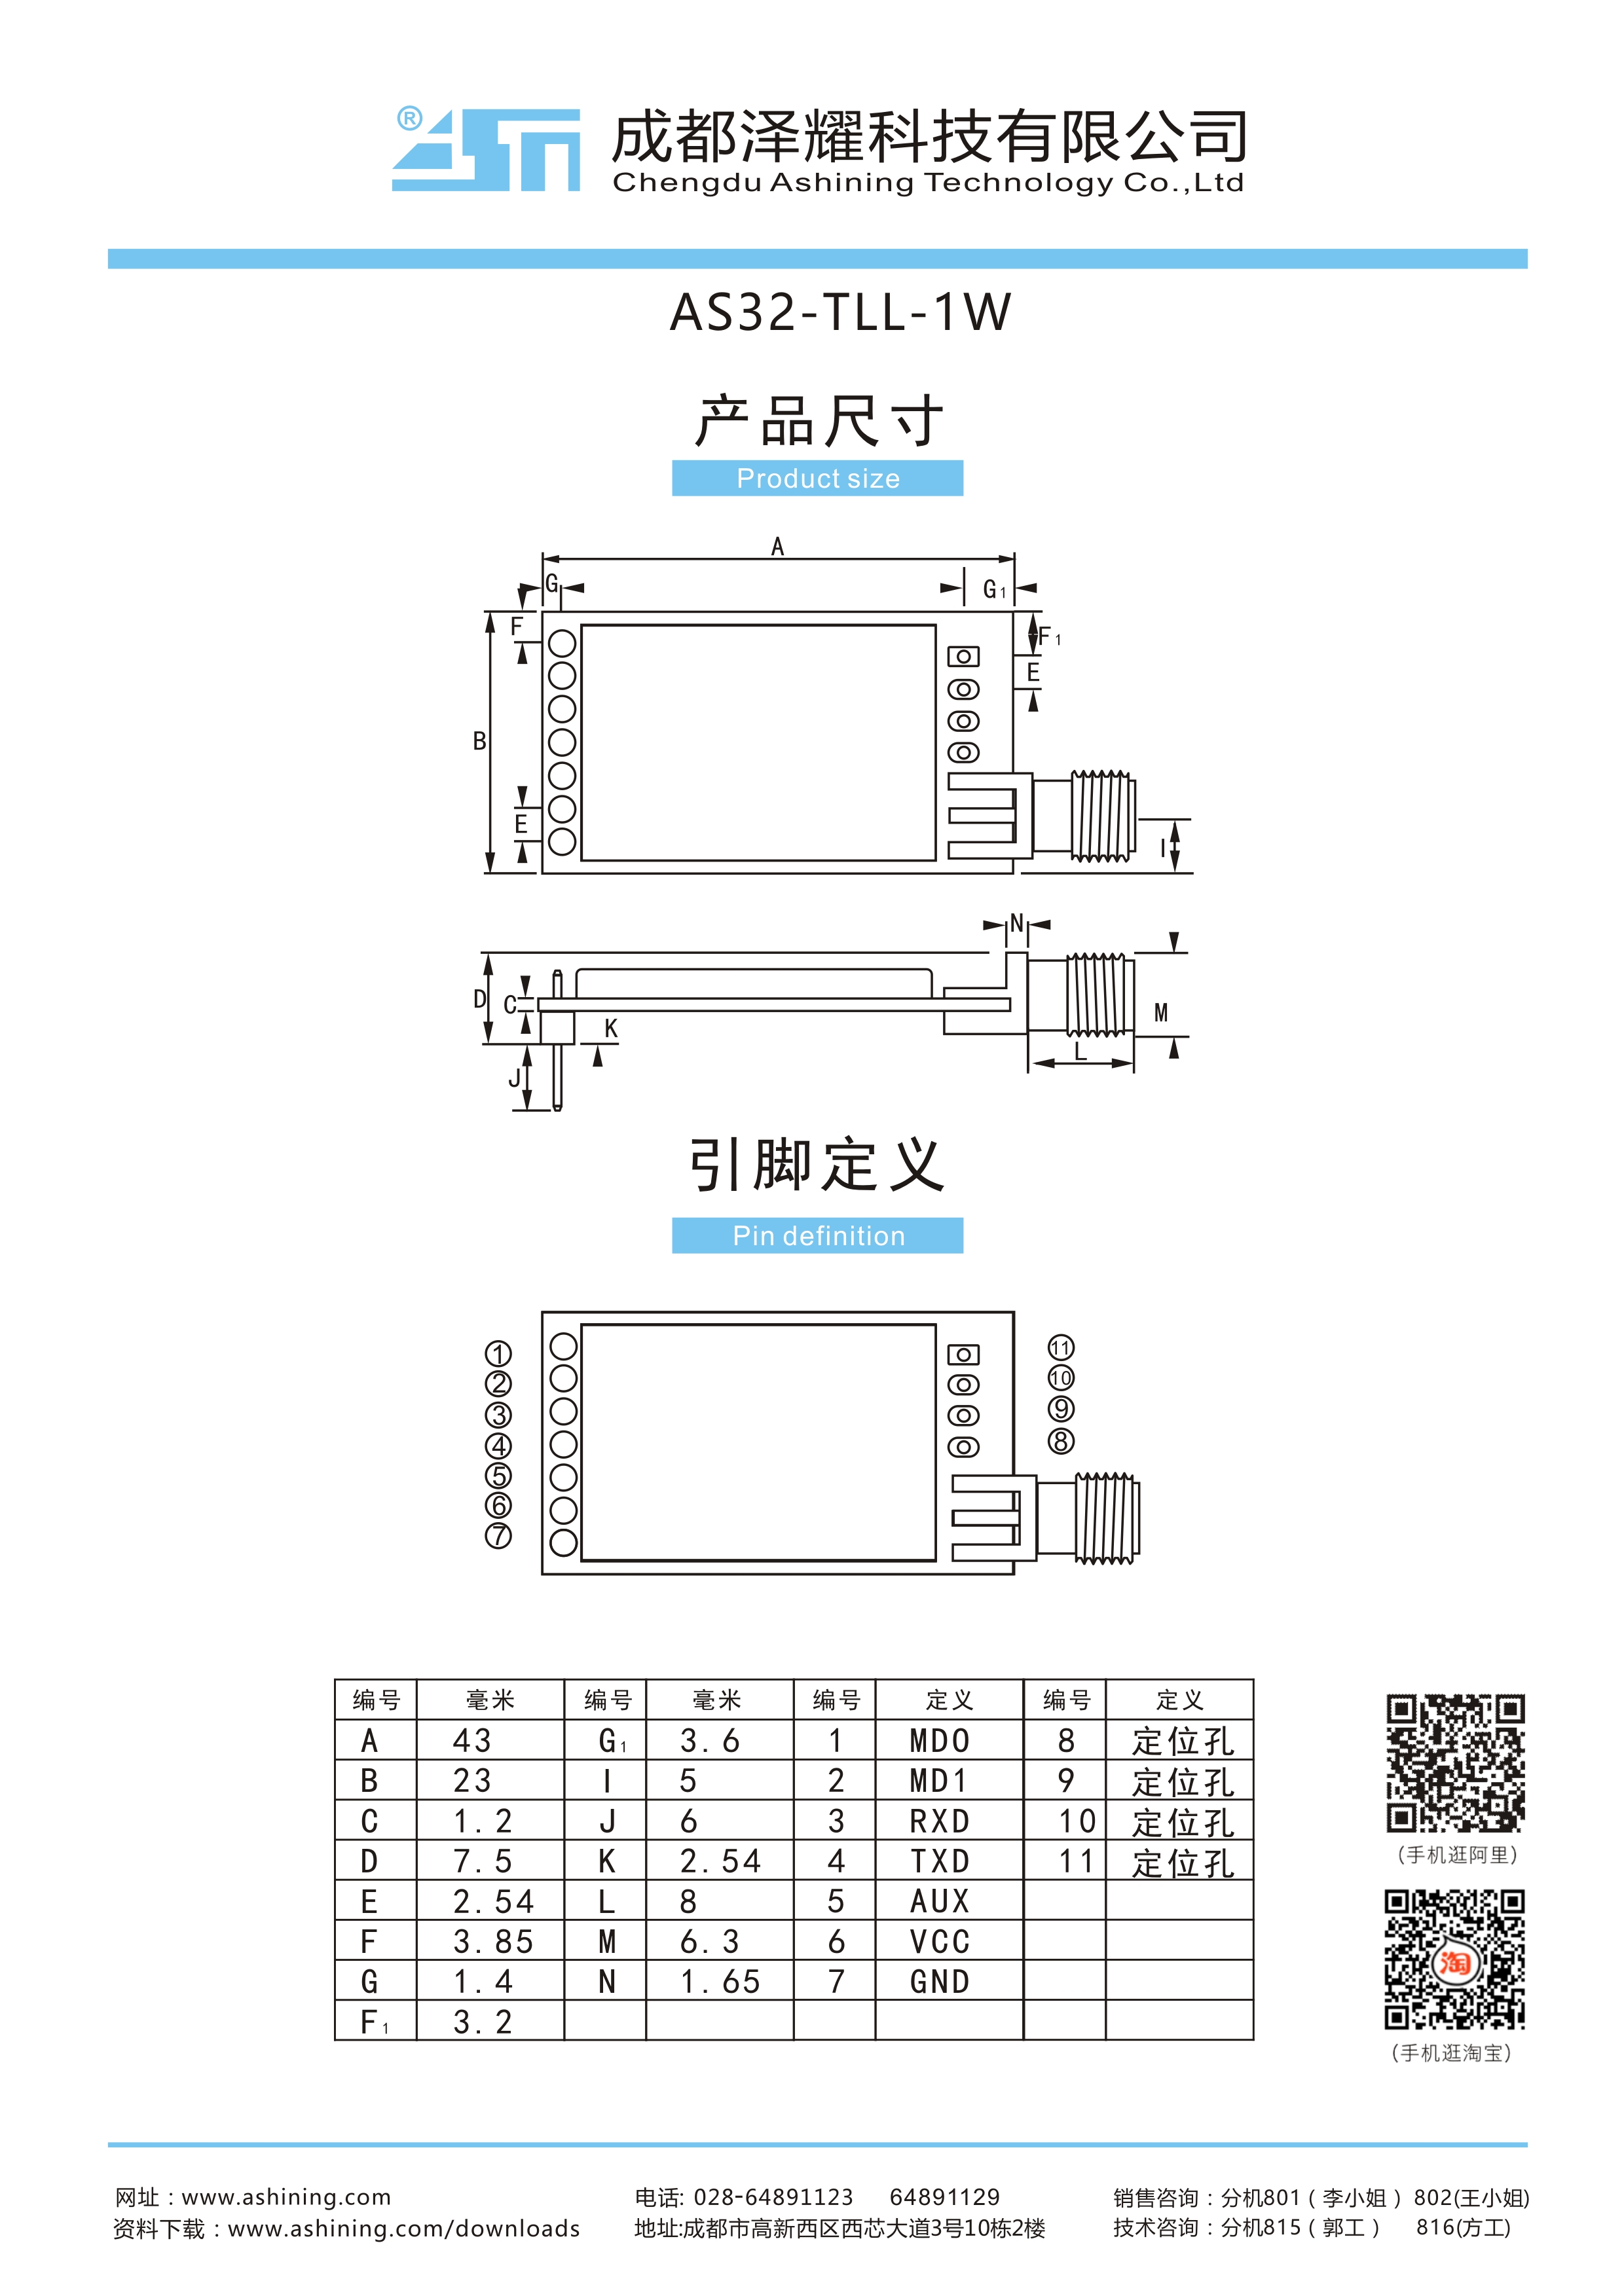 ®
成都泽耀科技有限公司
Chengdu Ashining Technology Co.,Ltd
AS32-TLL-1W
产品尺寸
Product size
A
G
G1
F
F1
E
B
E
I
N
D
C
K
M
L
J
引脚定义
Pin definition
① ⑪
② ⑩
③ ⑨
④ ⑧
⑤
⑥
⑦
编号 毫米 编号 毫米 编号 定义 编号 定义
A 43 G1 3.6 1 MD0 8 定位孔
B 23 I 5 2 MD1 9 定位孔
C 1.2 J 6 3 RXD 10 定位孔
D 7.5 K 2.54 4 TXD 11 定位孔
E 2.54 L 8 5 AUX
F 3.85 M 6.3 6 VCC
G 1.4 N 1.65 7 GND
F1 3.2
(手机逛阿里)
淘
(手机逛淘宝)
网址：www.ashining.com 电话: 028-64891123 64891129 销售咨询：分机801（李小姐）802(王小姐)
资料下载：www.ashining.com/downloads 地址:成都市高新西区西芯大道3号10栋2楼 技术咨询：分机815（郭工） 816(方工)